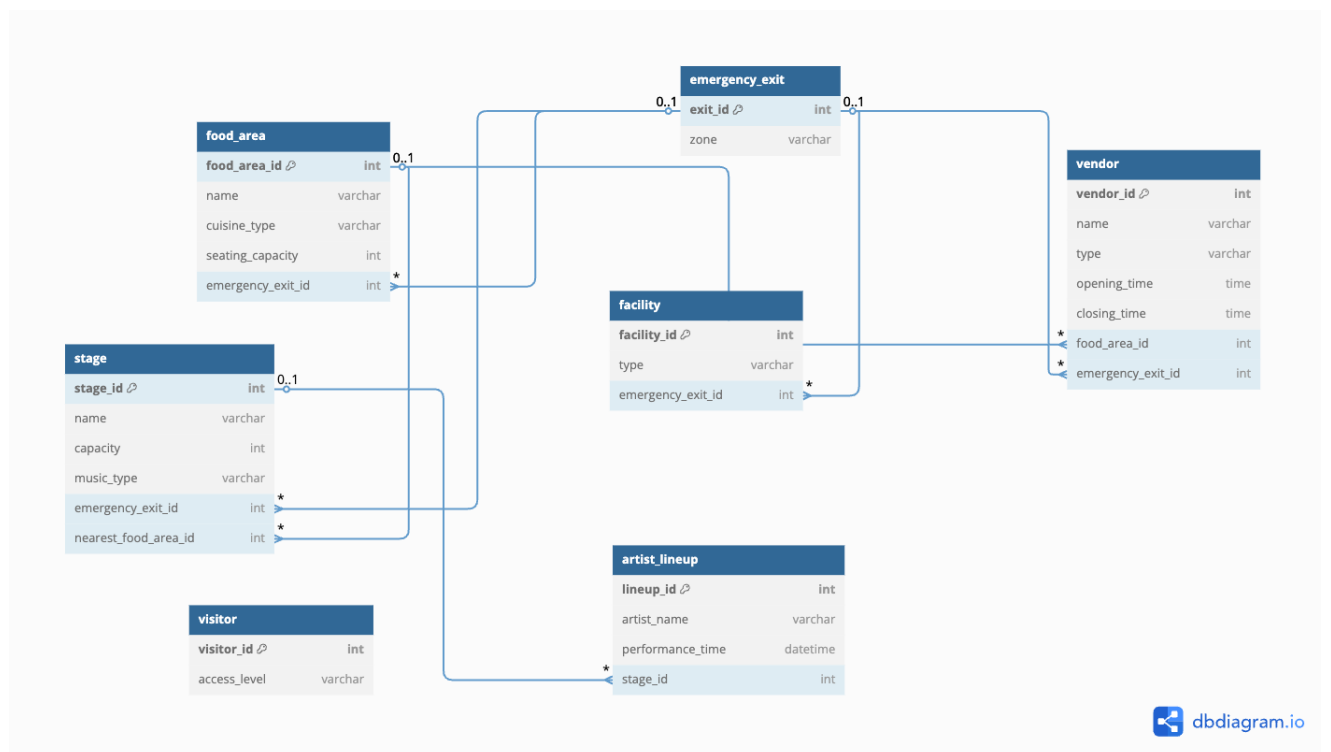 emergency_exit
0..1
exit_id int
0..1
zone varchar
food_area
food_area_id int
0..1
name varchar
cuisine_type varchar
seating_capacity int
emergency_exit_id int
*
vendor
vendor_id int
name varchar
type varchar
opening_time time
closing_time time
*
food_area_id int
*
emergency_exit_id int
facility
facility_id int
type varchar
emergency_exit_id int
*
stage
stage_id int
0..1
name varchar
capacity int
music_type varchar
emergency_exit_id int
*
nearest_food_area_id int
*
artist_lineup
lineup_id int
artist_name varchar
performance_time datetime
*
stage_id int
visitor
visitor_id int
access_level varchar
dbdiagram.io